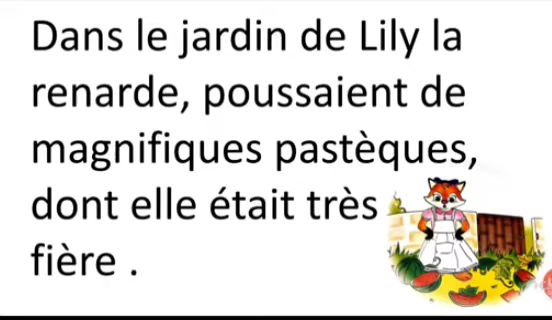 Dans le jardin de Lily la
renarde, poussaient de
magnifiques pastèques,
dont elle était très
fière .